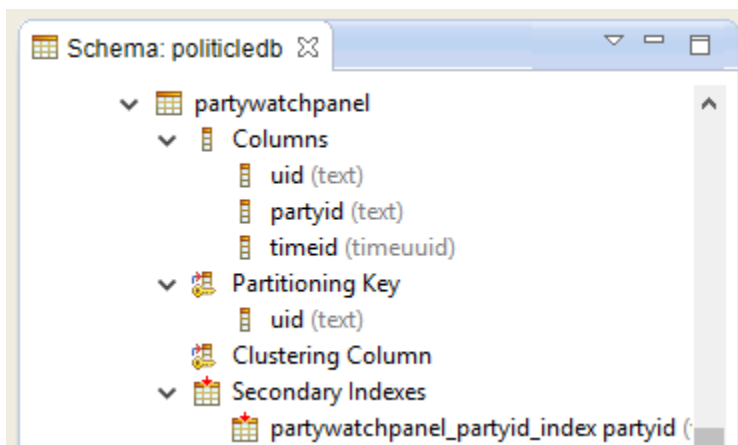 Schema: politicledb
partywatchpanel
Columns
uid (text)
partyid (text)
timeid (timeuuid)
Partitioning Key
uid (text)
Clustering Column
Secondary Indexes
partywatchpanel_partyid_index partyid (